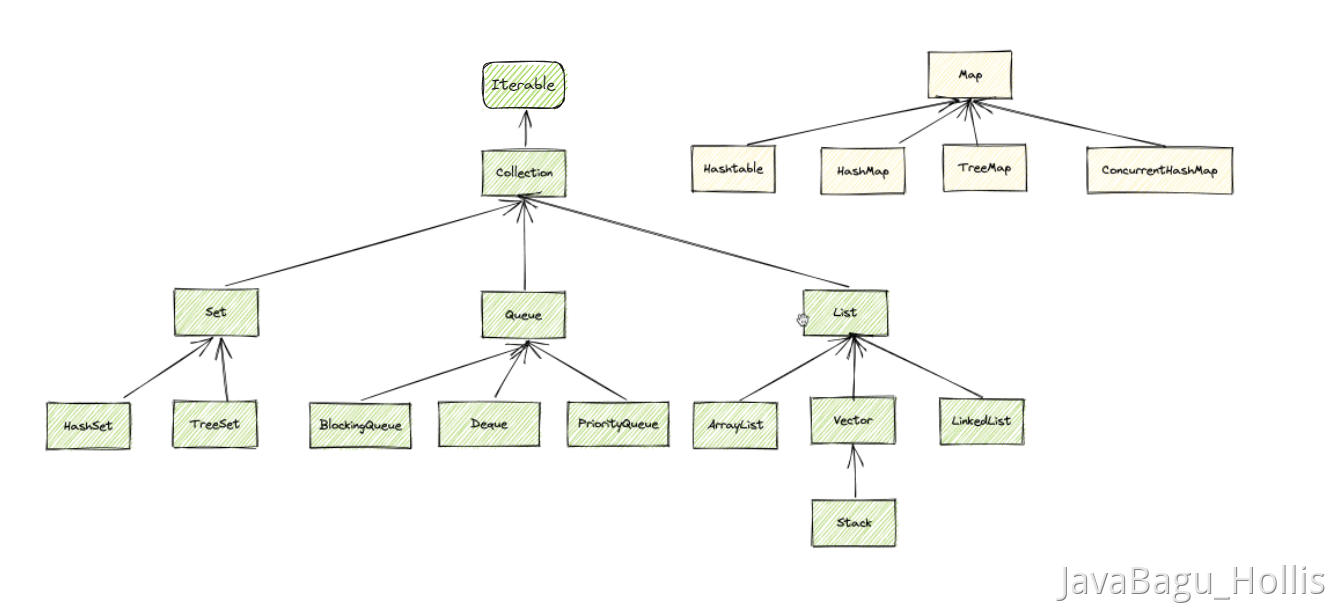 Map
Iterable
Hashtable
HashMap
TreeMap
ConcurrentHashMap
Collection
Set
Queue
List
HashSet
TreeSet
BlockingQueue
Deque
PriorityQueue
ArrayList
Vector
LinkedList
Stack
JavaBagu_Hollis